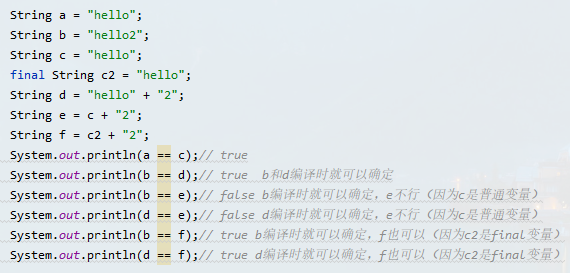 String a = "hello";
String b = "hello2";
String c = "hello";
final String c2 = "hello";
String d = "hello" + "2";
String e = c + "2";
String f = c2 + "2";
System.out.println(a == c);// true
System.out.println(b == d);// true  b和d编译时就可以确定
System.out.println(b == e);// false b编译时就可以确定，e不行（因为c是普通变量）
System.out.println(d == e);// false d编译时就可以确定，e不行（因为c是普通变量）
System.out.println(b == f);// true b编译时就可以确定，f也可以（因为c2是final变量）
System.out.println(d == f);// true d编译时就可以确定，f也可以（因为c2是final变量）